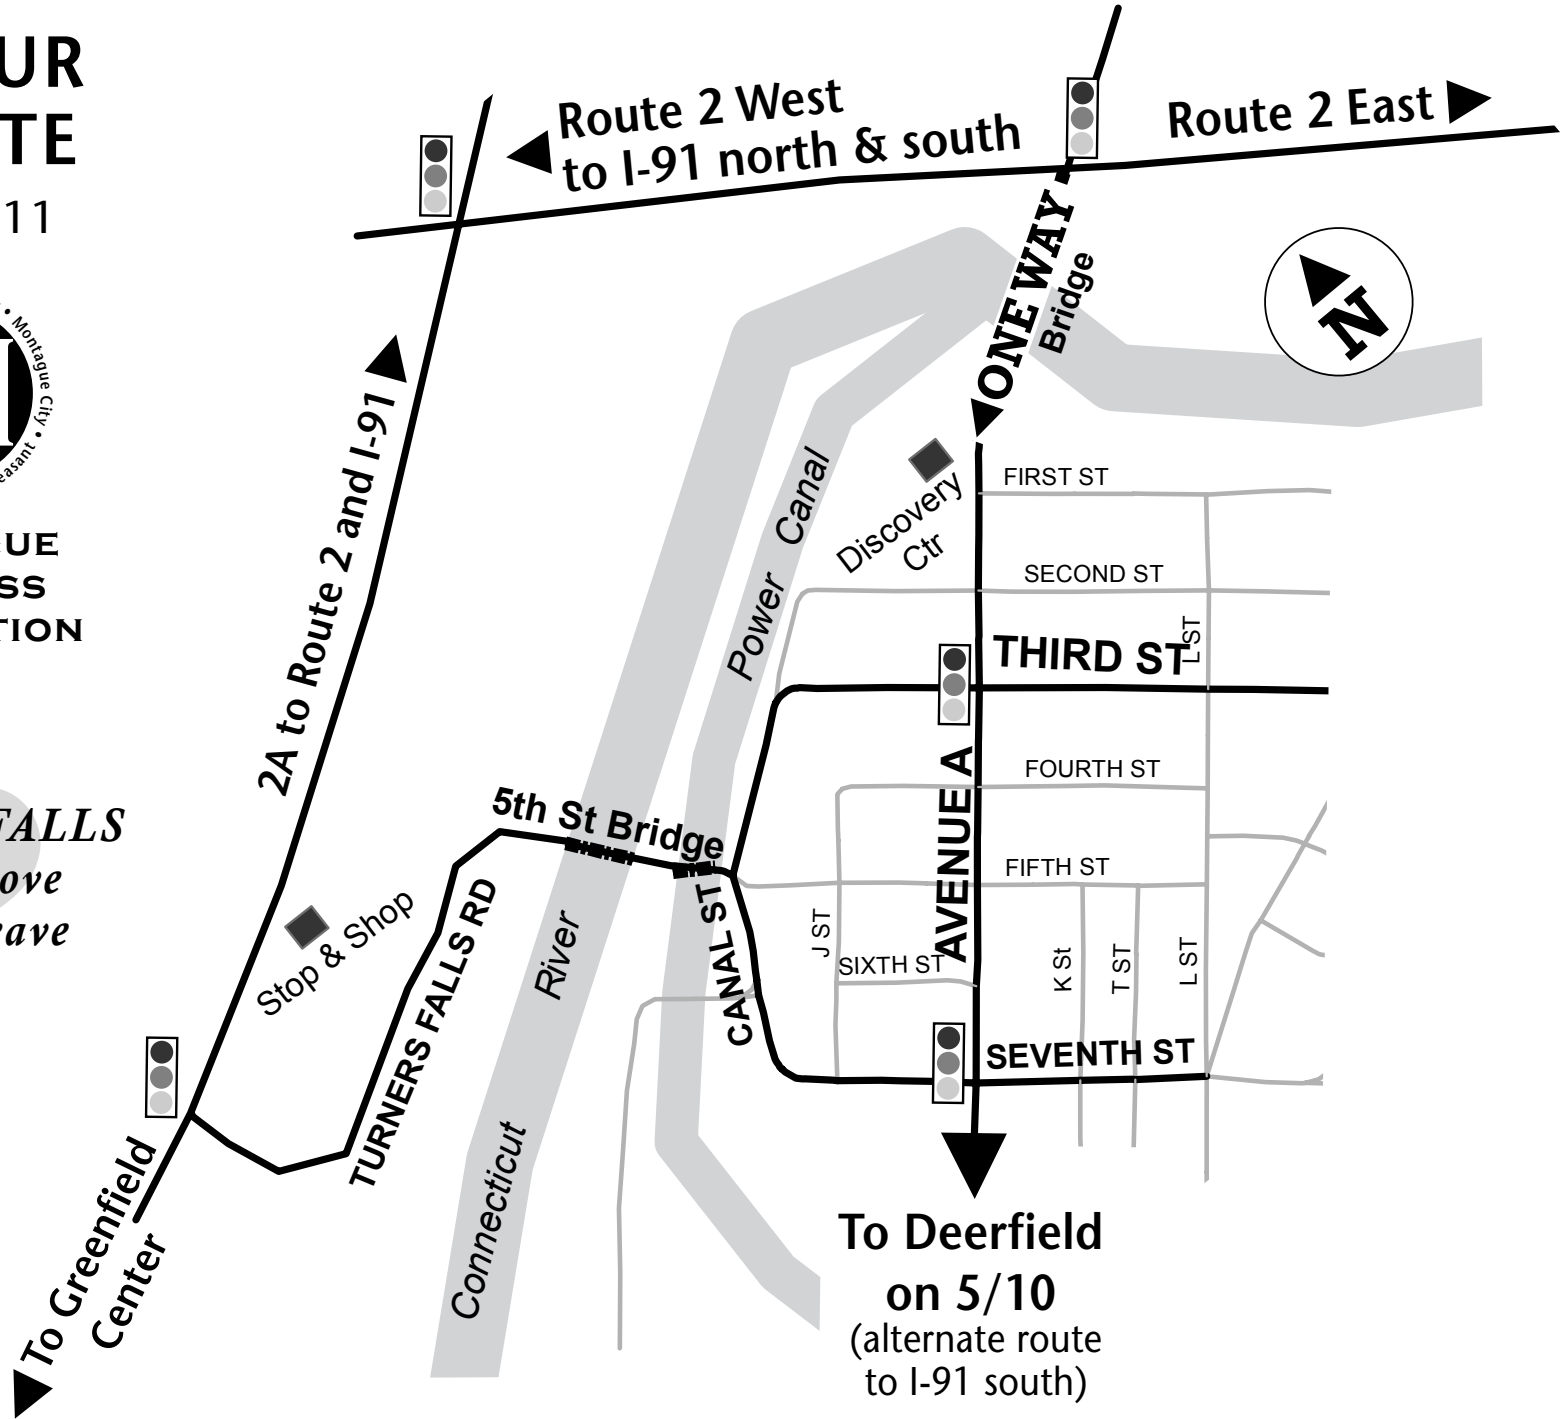 UR
TE
11
• Montague City •
easant
UE
SS
TION
FALLS
ove
eave
Route 2 West
to I-91 north & south
Route 2 East
ONE WAY
Bridge
N
2A to Route 2 and I-91
Power Canal
Discovery
Ctr
FIRST ST
SECOND ST
L ST
THIRD ST
FOURTH ST
AVENUE A
5th St Bridge
FIFTH ST
CANAL ST
J ST
SIXTH ST
K St
T ST
L ST
SEVENTH ST
Stop & Shop
TURNERS FALLS RD
Connecticut River
To Greenfield
Center
To Deerfield
on 5/10
(alternate route
to I-91 south)